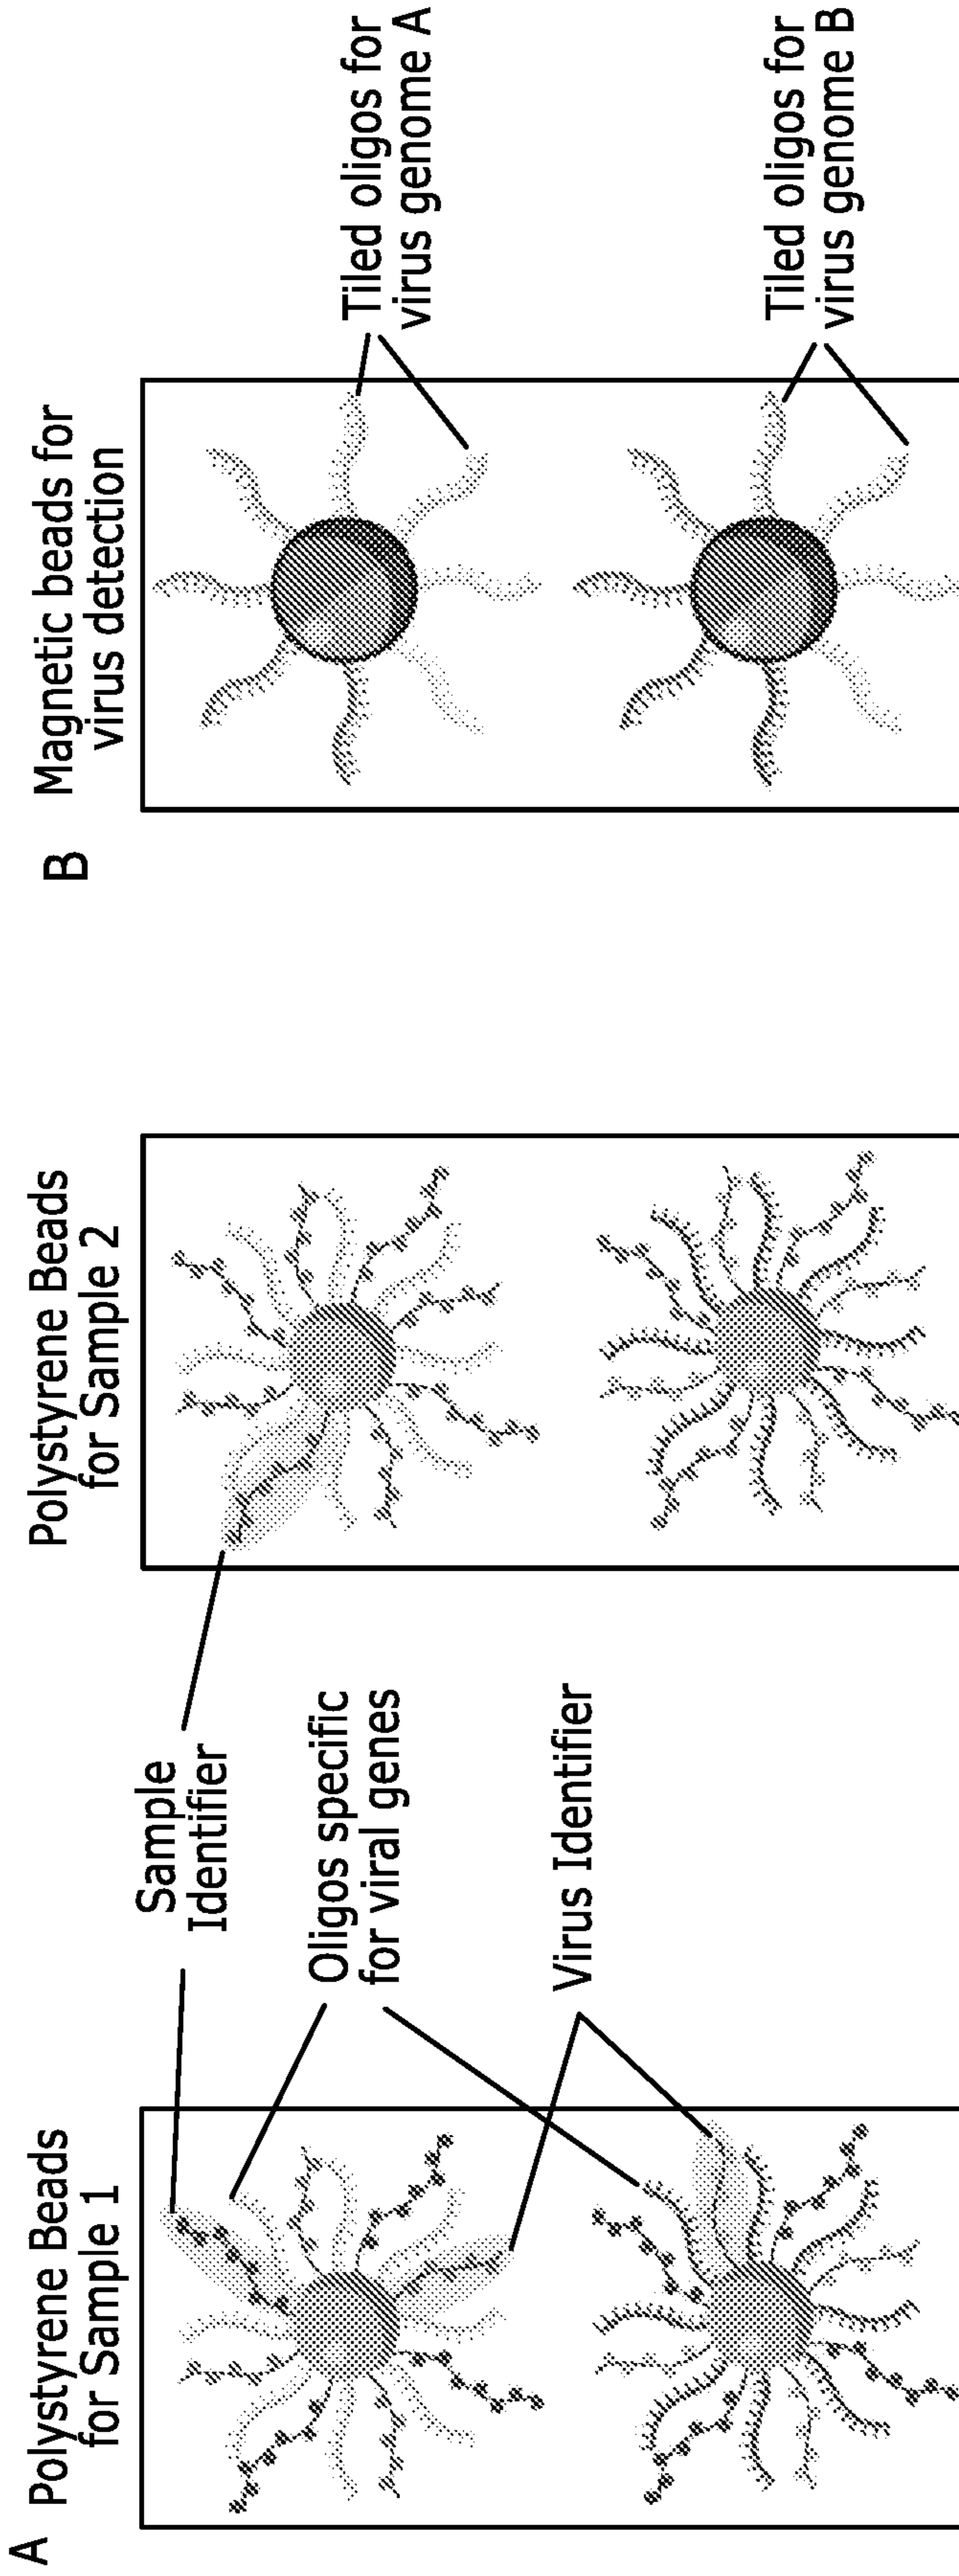 A
Polystyrene Beads
for Sample 1
Sample
Identifier
Oligos specific
for viral genes
Virus Identifier
Polystyrene Beads
for Sample 2
B
Magnetic beads for
virus detection
Tiled oligos for
virus genome A
Tiled oligos for
virus genome B